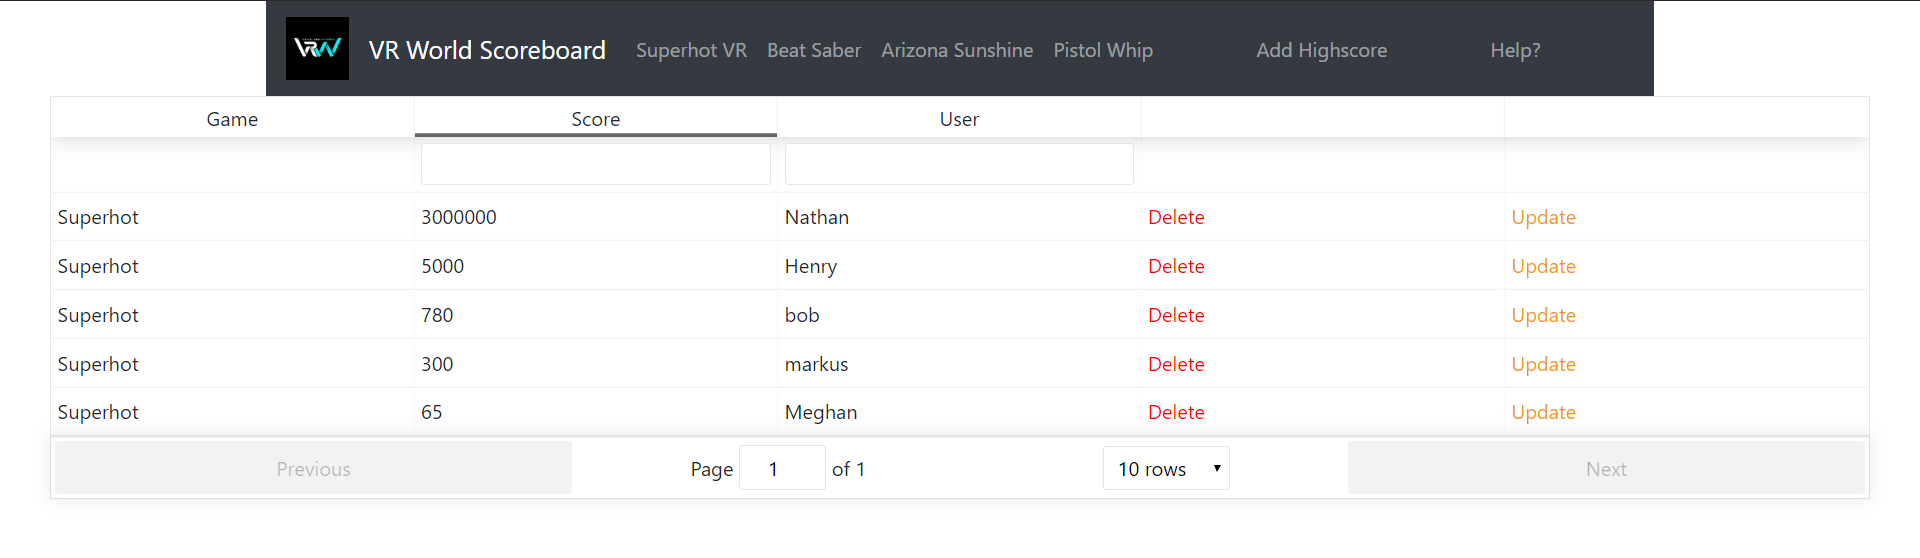 VRW VR World Scoreboard Superhot VR Beat Saber Arizona Sunshine Pistol Whip Add Highscore Help?
Game Score User
Superhot 3000000 Nathan Delete Update
Superhot 5000 Henry Delete Update
Superhot 780 bob Delete Update
Superhot 300 markus Delete Update
Superhot 65 Meghan Delete Update
Previous Page 1 of 1 10 rows Next